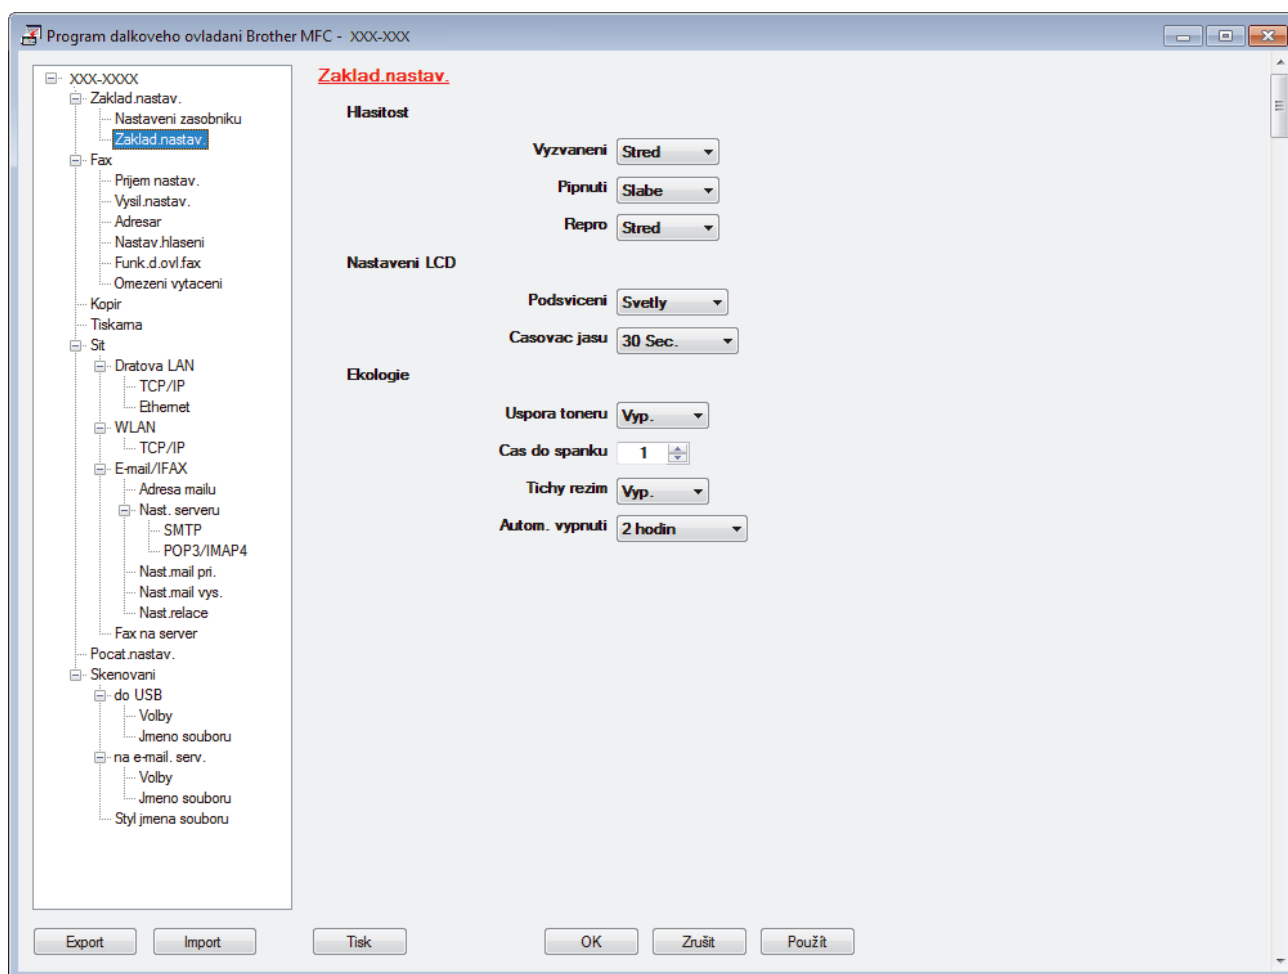 Program dalkoveho ovladani Brother MFC - XXX-XXX
XXX-XXXX
Zaklad.nastav.
Nastaveni zasobniku
Zaklad.nastav.
Fax
Prijem nastav.
Vysil.nastav.
Adresar
Nastav.hlaseni
Funk.d.ovl.fax
Omezeni vytaceni
Kopir
Tiskarna
Sit
Dratova LAN
TCP/IP
Ethernet
WLAN
TCP/IP
E-mail/IFAX
Adresa mailu
Nast. serveru
SMTP
POP3/IMAP4
Nast.mail pri.
Nast.mail vys.
Nast.relace
Fax na server
Pocat.nastav.
Skenovani
do USB
Volby
Jmeno souboru
na e-mail. serv.
Volby
Jmeno souboru
Styl jmena souboru
Zaklad.nastav.
Hlasitost
Vyzvaneni Stred
Pipnuti Slabe
Repro Stred
Nastaveni LCD
Podsviceni Svetly
Casovac jasu 30 Sec.
Ekologie
Uspora toneru Vyp.
Cas do spanku 1
Tichy rezim Vyp.
Autom. vypnuti 2 hodin
Export Import Tisk OK Zrušit Použít